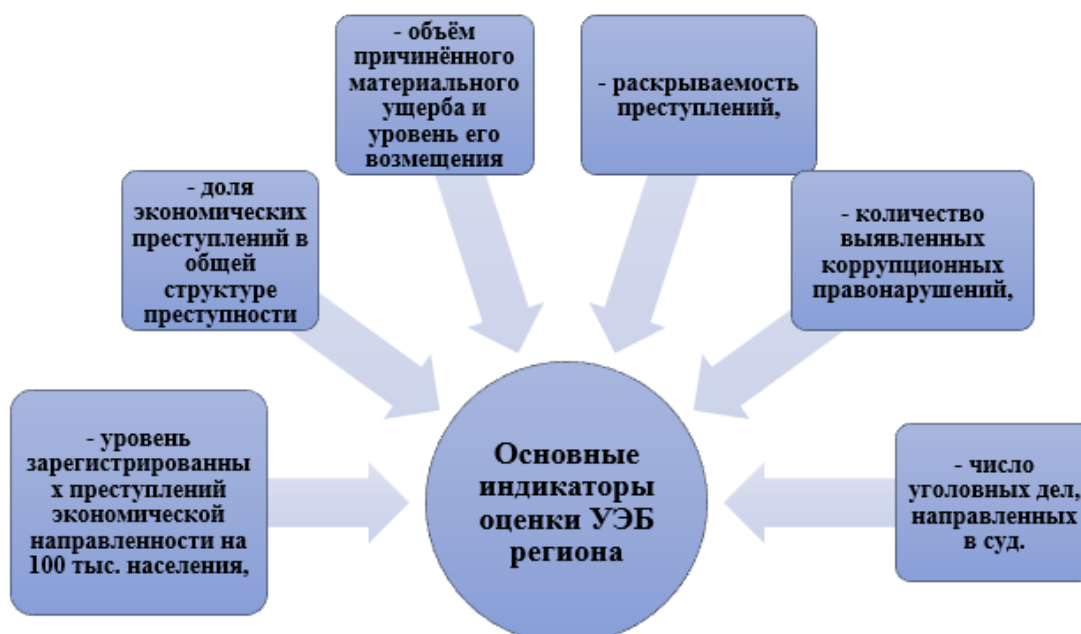 - уровень
зарегистрированны
х преступлений
экономической
направленности на
100 тыс. населения,
- доля
экономических
преступлений в
общей
структуре
преступности
- объём
причинённого
материального
ущерба и
уровень его
возмещения
- раскрываемость
преступлений,
- количество
выявленных
коррупционных
правонарушений,
- число
уголовных дел,
направленных
в суд.
Основные
индикаторы
оценки УЭБ
региона